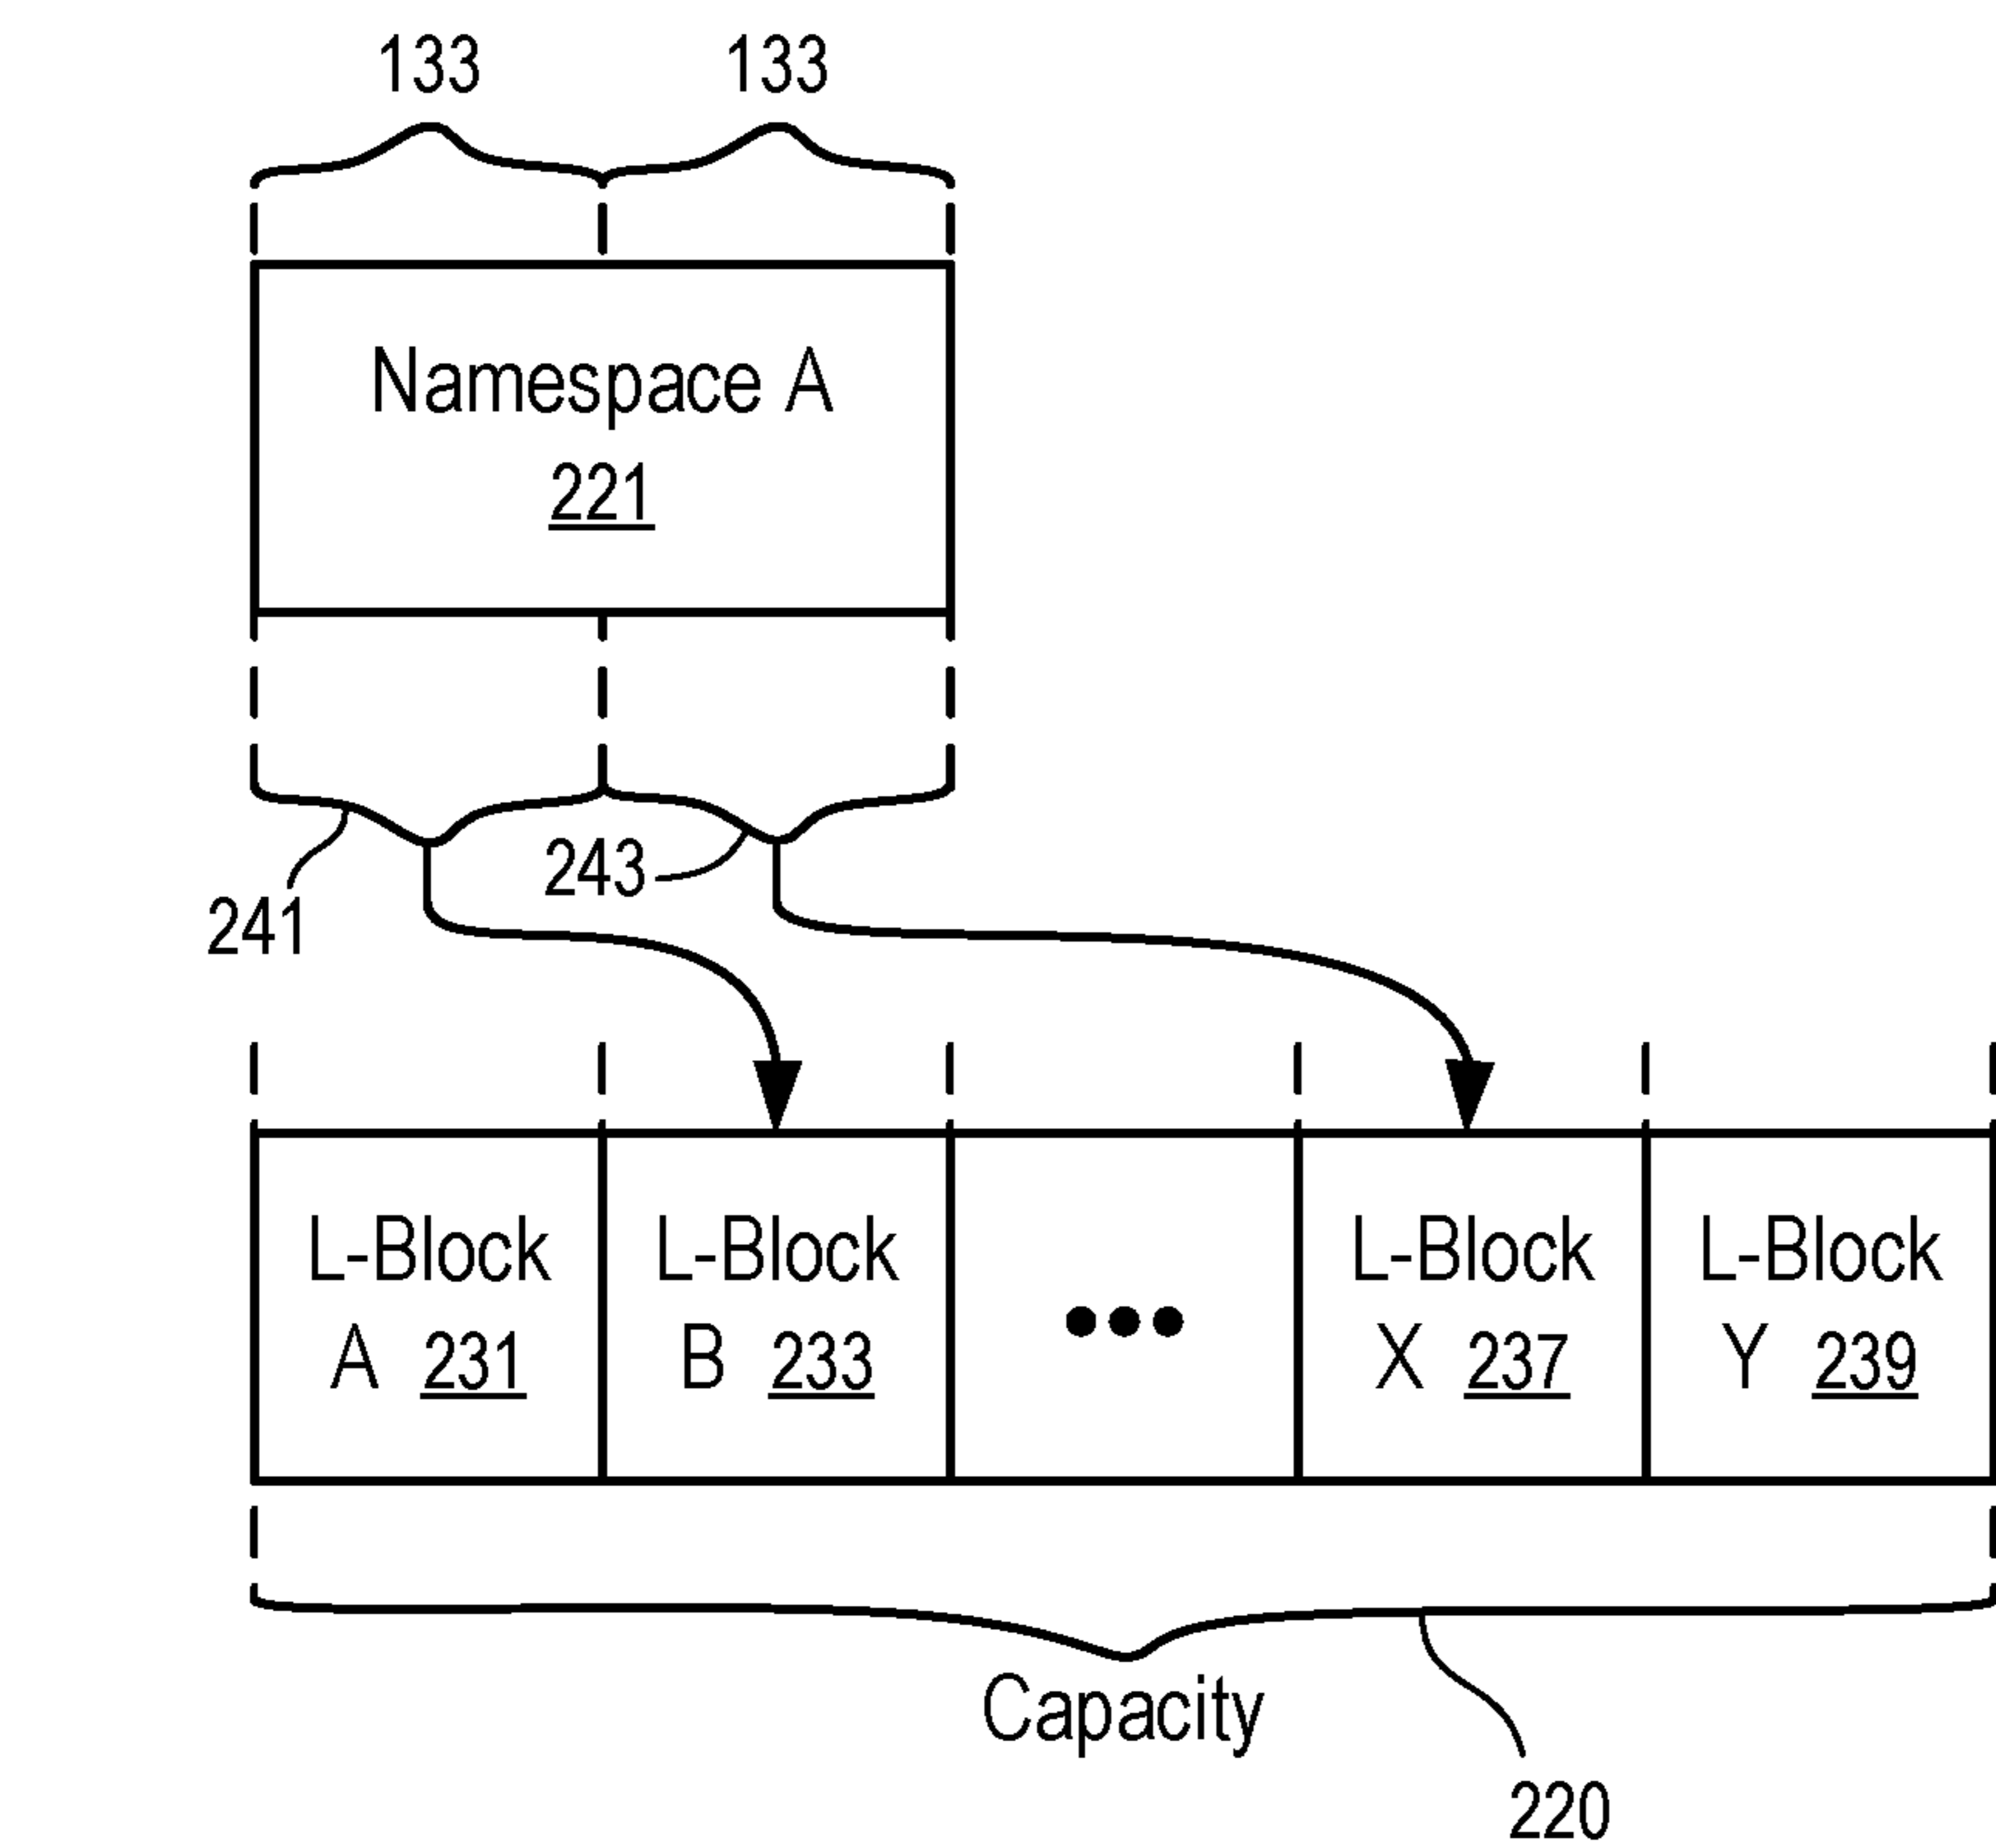 133 133
Namespace A
221
243
241
L-Block L-Block L-Block L-Block
A 231 B 233 ●●● X 237 Y 239
Capacity
220